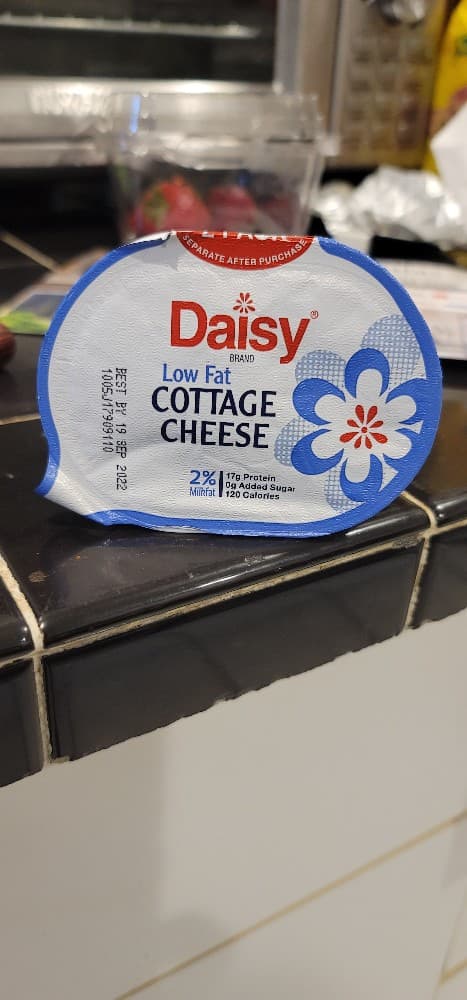 SEPARATE AFTER PURCHASE
Daisy®
BRAND
Low Fat
COTTAGE
CHEESE
2%
Milkfat
17g Protein
0g Added Sugar
120 Calories
BEST BY 19 SEP 2022